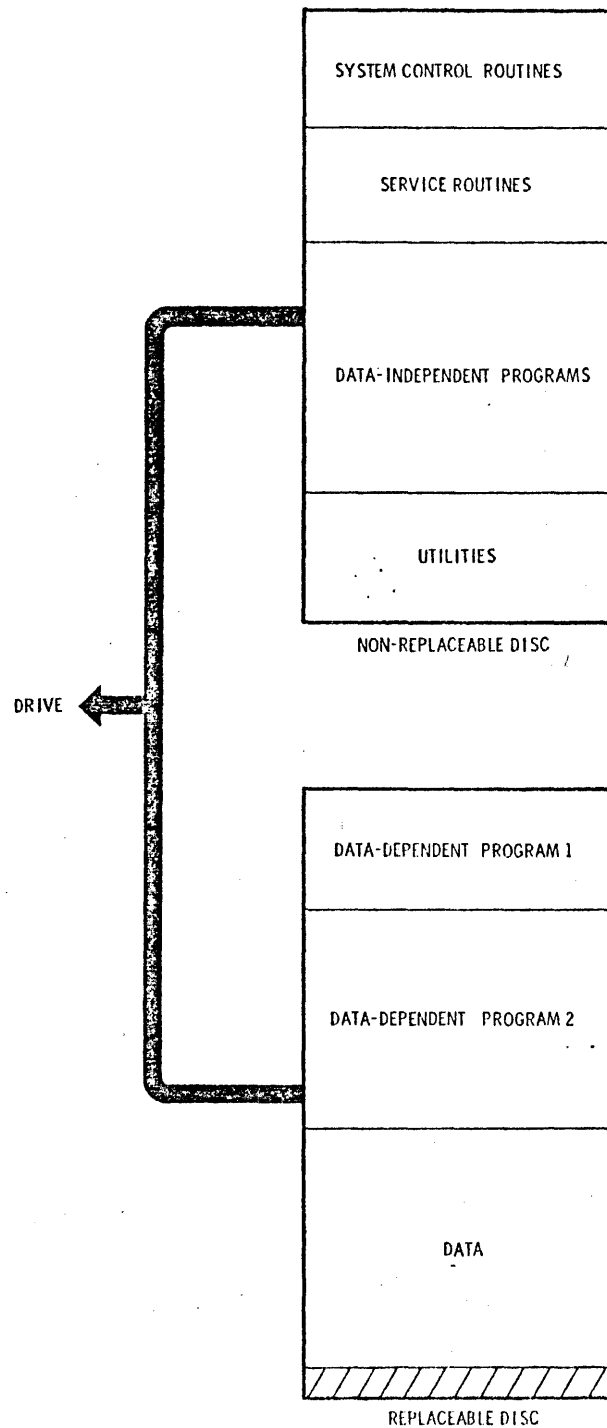 SYSTEM CONTROL ROUTINES
SERVICE ROUTINES
DATA-INDEPENDENT PROGRAMS
UTILITIES
NON-REPLACEABLE DISC
DRIVE
DATA-DEPENDENT PROGRAM 1
DATA-DEPENDENT PROGRAM 2
DATA
REPLACEABLE DISC